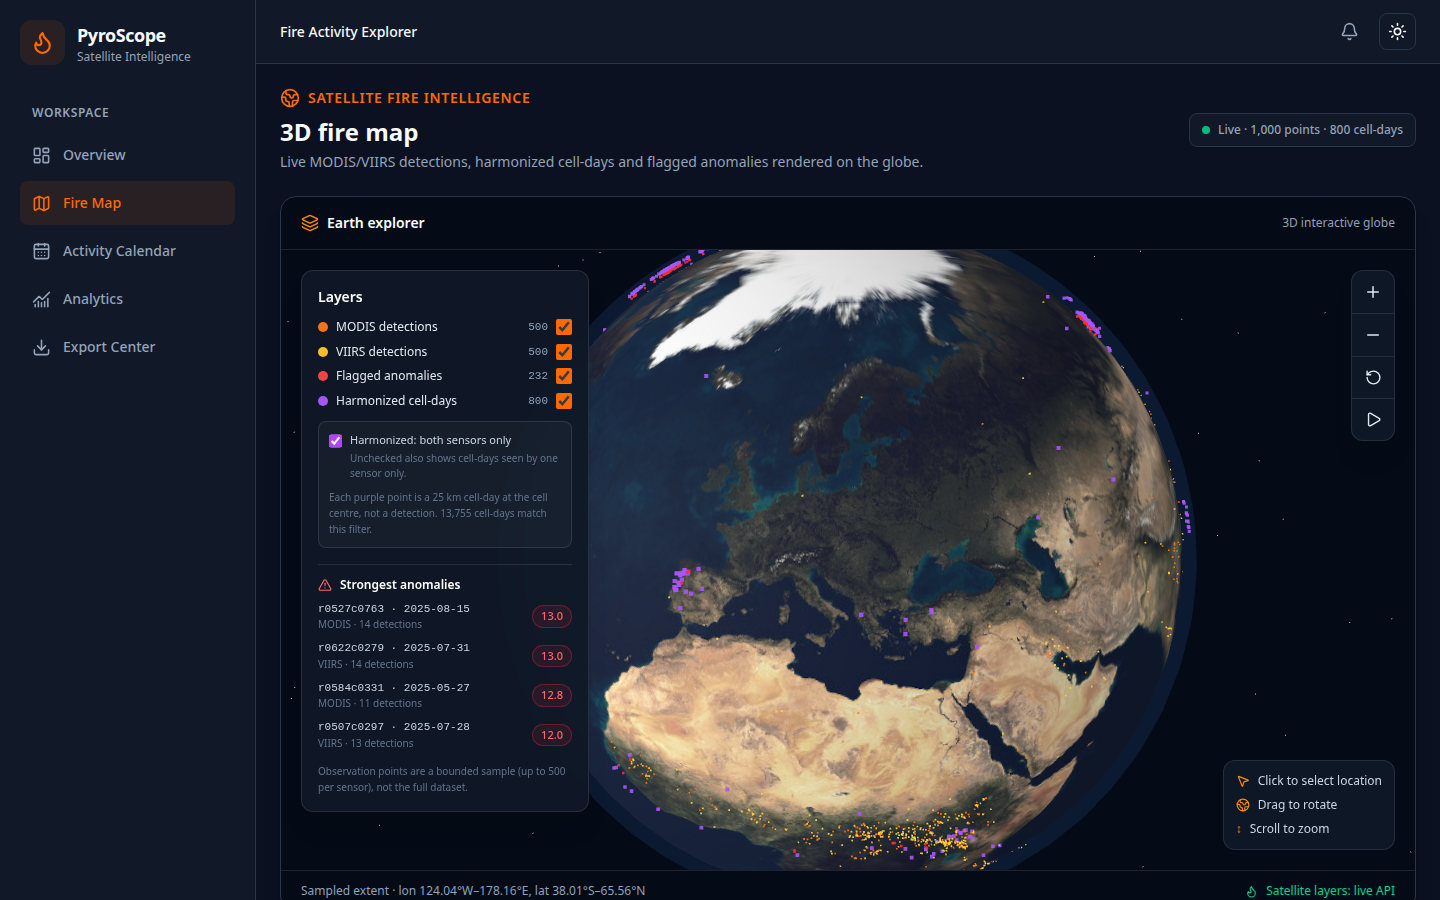 PyroScope
Satellite Intelligence
WORKSPACE
Overview
Fire Map
Activity Calendar
Analytics
Export Center
Fire Activity Explorer
SATELLITE FIRE INTELLIGENCE
3D fire map
Live MODIS/VIIRS detections, harmonized cell-days and flagged anomalies rendered on the globe.
Live · 1,000 points · 800 cell-days
Earth explorer
3D interactive globe
Layers
MODIS detections 500
VIIRS detections 500
Flagged anomalies 232
Harmonized cell-days 800
Harmonized: both sensors only
Unchecked also shows cell-days seen by one
sensor only.
Each purple point is a 25 km cell-day at the cell
centre, not a detection. 13,755 cell-days match
this filter.
Strongest anomalies
r0527c0763 · 2025-08-15
MODIS · 14 detections
13.0
r0622c0279 · 2025-07-31
VIIRS · 14 detections
13.0
r0584c0331 · 2025-05-27
MODIS · 11 detections
12.8
r0507c0297 · 2025-07-28
VIIRS · 13 detections
12.0
Observation points are a bounded sample (up to 500
per sensor), not the full dataset.
Click to select location
Drag to rotate
↕ Scroll to zoom
Sampled extent · lon 124.04°W–178.16°E, lat 38.01°S–65.56°N
Satellite layers: live API